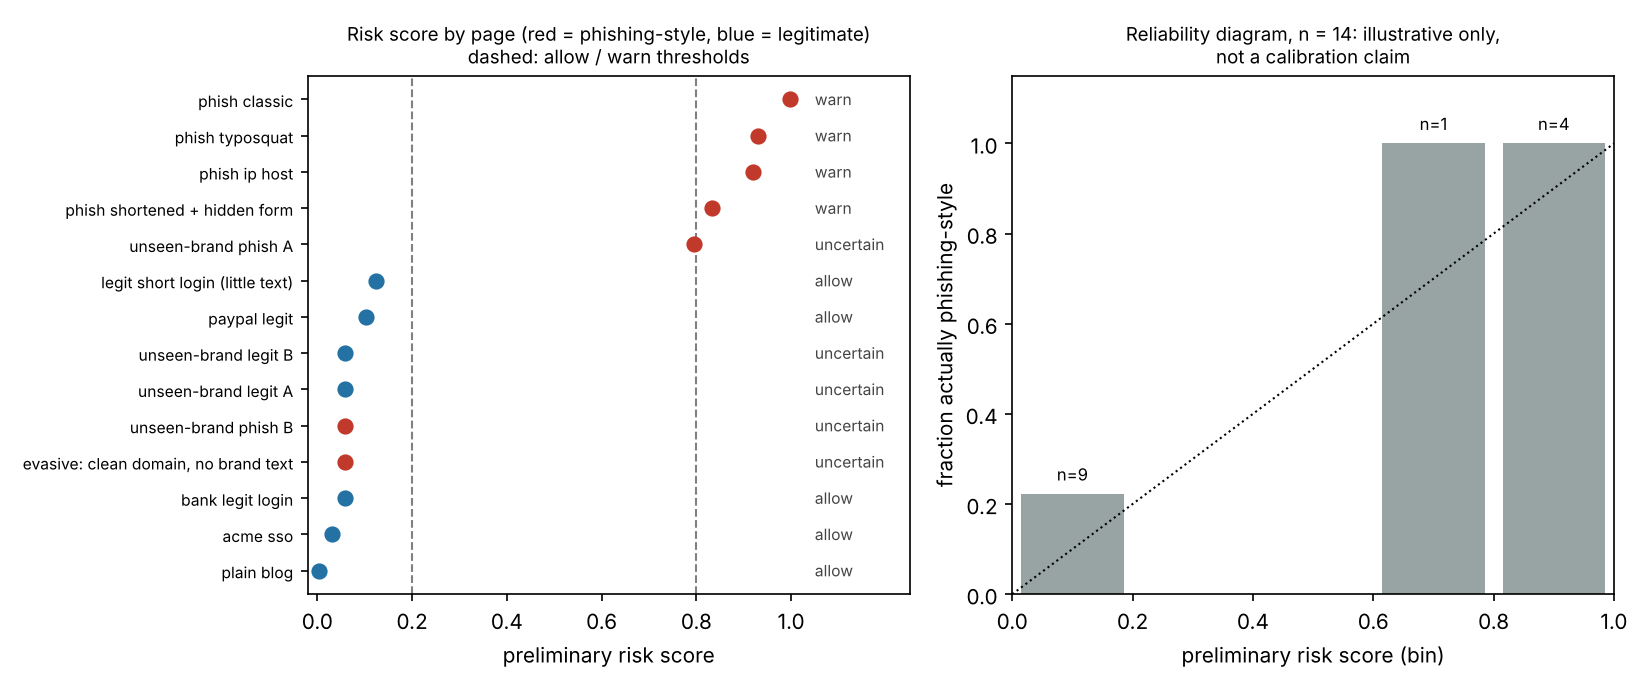 Risk score by page (red = phishing-style, blue = legitimate)
dashed: allow / warn thresholds
phish classic
warn
phish typosquat
warn
phish ip host
warn
phish shortened + hidden form
warn
unseen-brand phish A
uncertain
legit short login (little text)
allow
paypal legit
allow
unseen-brand legit B
uncertain
unseen-brand legit A
uncertain
unseen-brand phish B
uncertain
evasive: clean domain, no brand text
uncertain
bank legit login
allow
acme sso
allow
plain blog
allow
0.0 0.2 0.4 0.6 0.8 1.0
preliminary risk score
Reliability diagram, n = 14: illustrative only,
not a calibration claim
fraction actually phishing-style
1.0
0.8
0.6
0.4
0.2
0.0
n=9
n=1
n=4
0.0 0.2 0.4 0.6 0.8 1.0
preliminary risk score (bin)